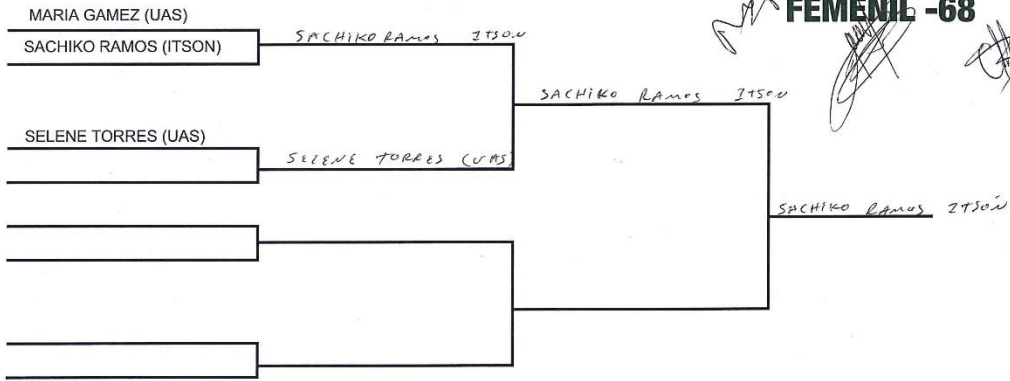 FEMENIL -68
MARIA GAMEZ (UAS)
SACHIKO RAMOS (ITSON)
SACHIKO RAMOS ITSON
SACHIKO RAMOS ITSON
SELENE TORRES (UAS)
SELENE TORRES (UAS)
SACHIKO RAMOS ITSON